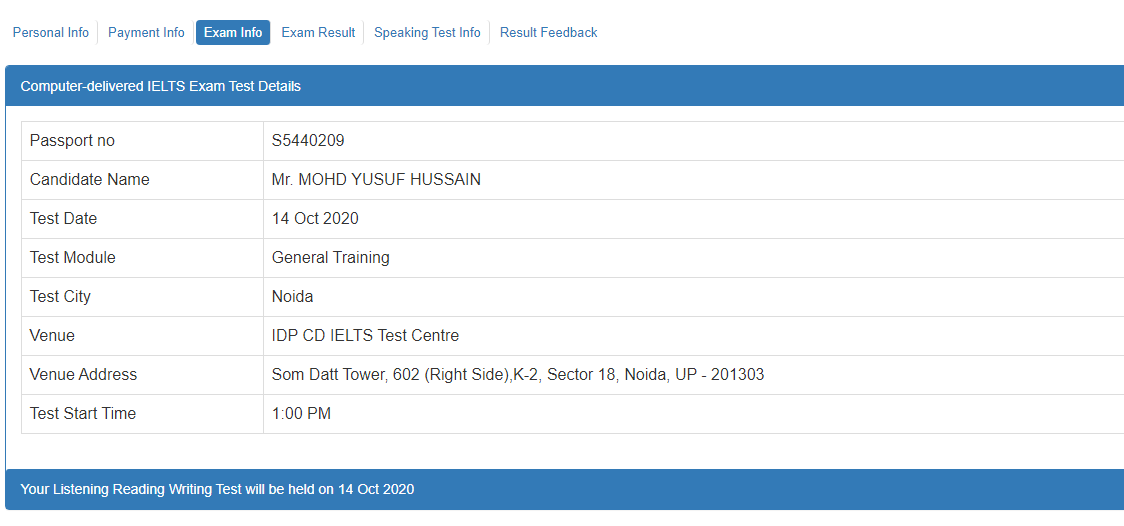 Personal Info Payment Info Exam Info Exam Result Speaking Test Info Result Feedback
Computer-delivered IELTS Exam Test Details
Passport no S5440209
Candidate Name Mr. MOHD YUSUF HUSSAIN
Test Date 14 Oct 2020
Test Module General Training
Test City Noida
Venue IDP CD IELTS Test Centre
Venue Address Som Datt Tower, 602 (Right Side),K-2, Sector 18, Noida, UP - 201303
Test Start Time 1:00 PM
Your Listening Reading Writing Test will be held on 14 Oct 2020